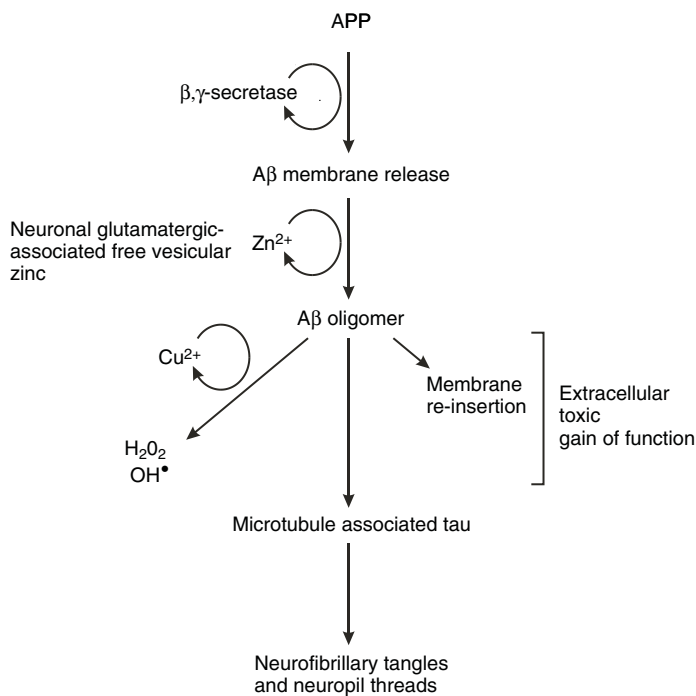 APP
β,γ-secretase
Aβ membrane release
Neuronal glutamatergic-
associated free vesicular
zinc
Zn²⁺
Aβ oligomer
Cu²⁺
Membrane
re-insertion
Extracellular
toxic
gain of function
H₂0₂
OH•
Microtubule associated tau
Neurofibrillary tangles
and neuropil threads